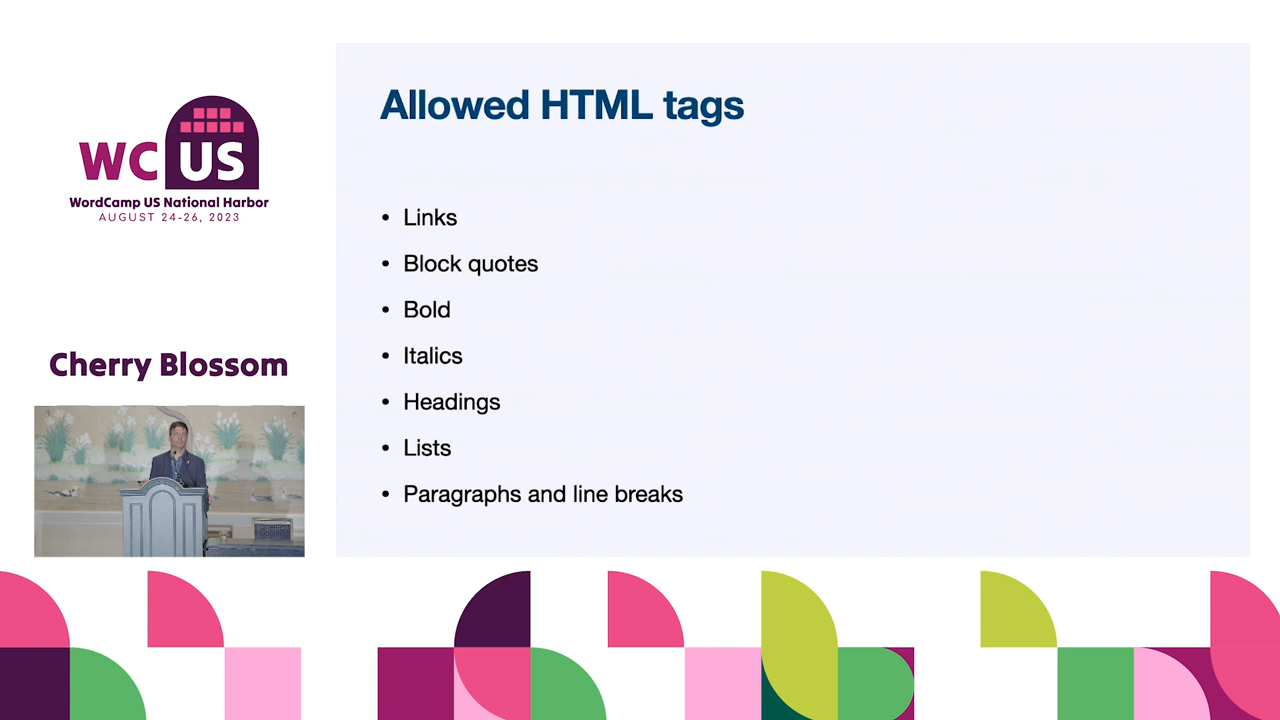 WC US
WordCamp US National Harbor
AUGUST 24-26, 2023
Cherry Blossom
Allowed HTML tags
• Links
• Block quotes
• Bold
• Italics
• Headings
• Lists
• Paragraphs and line breaks